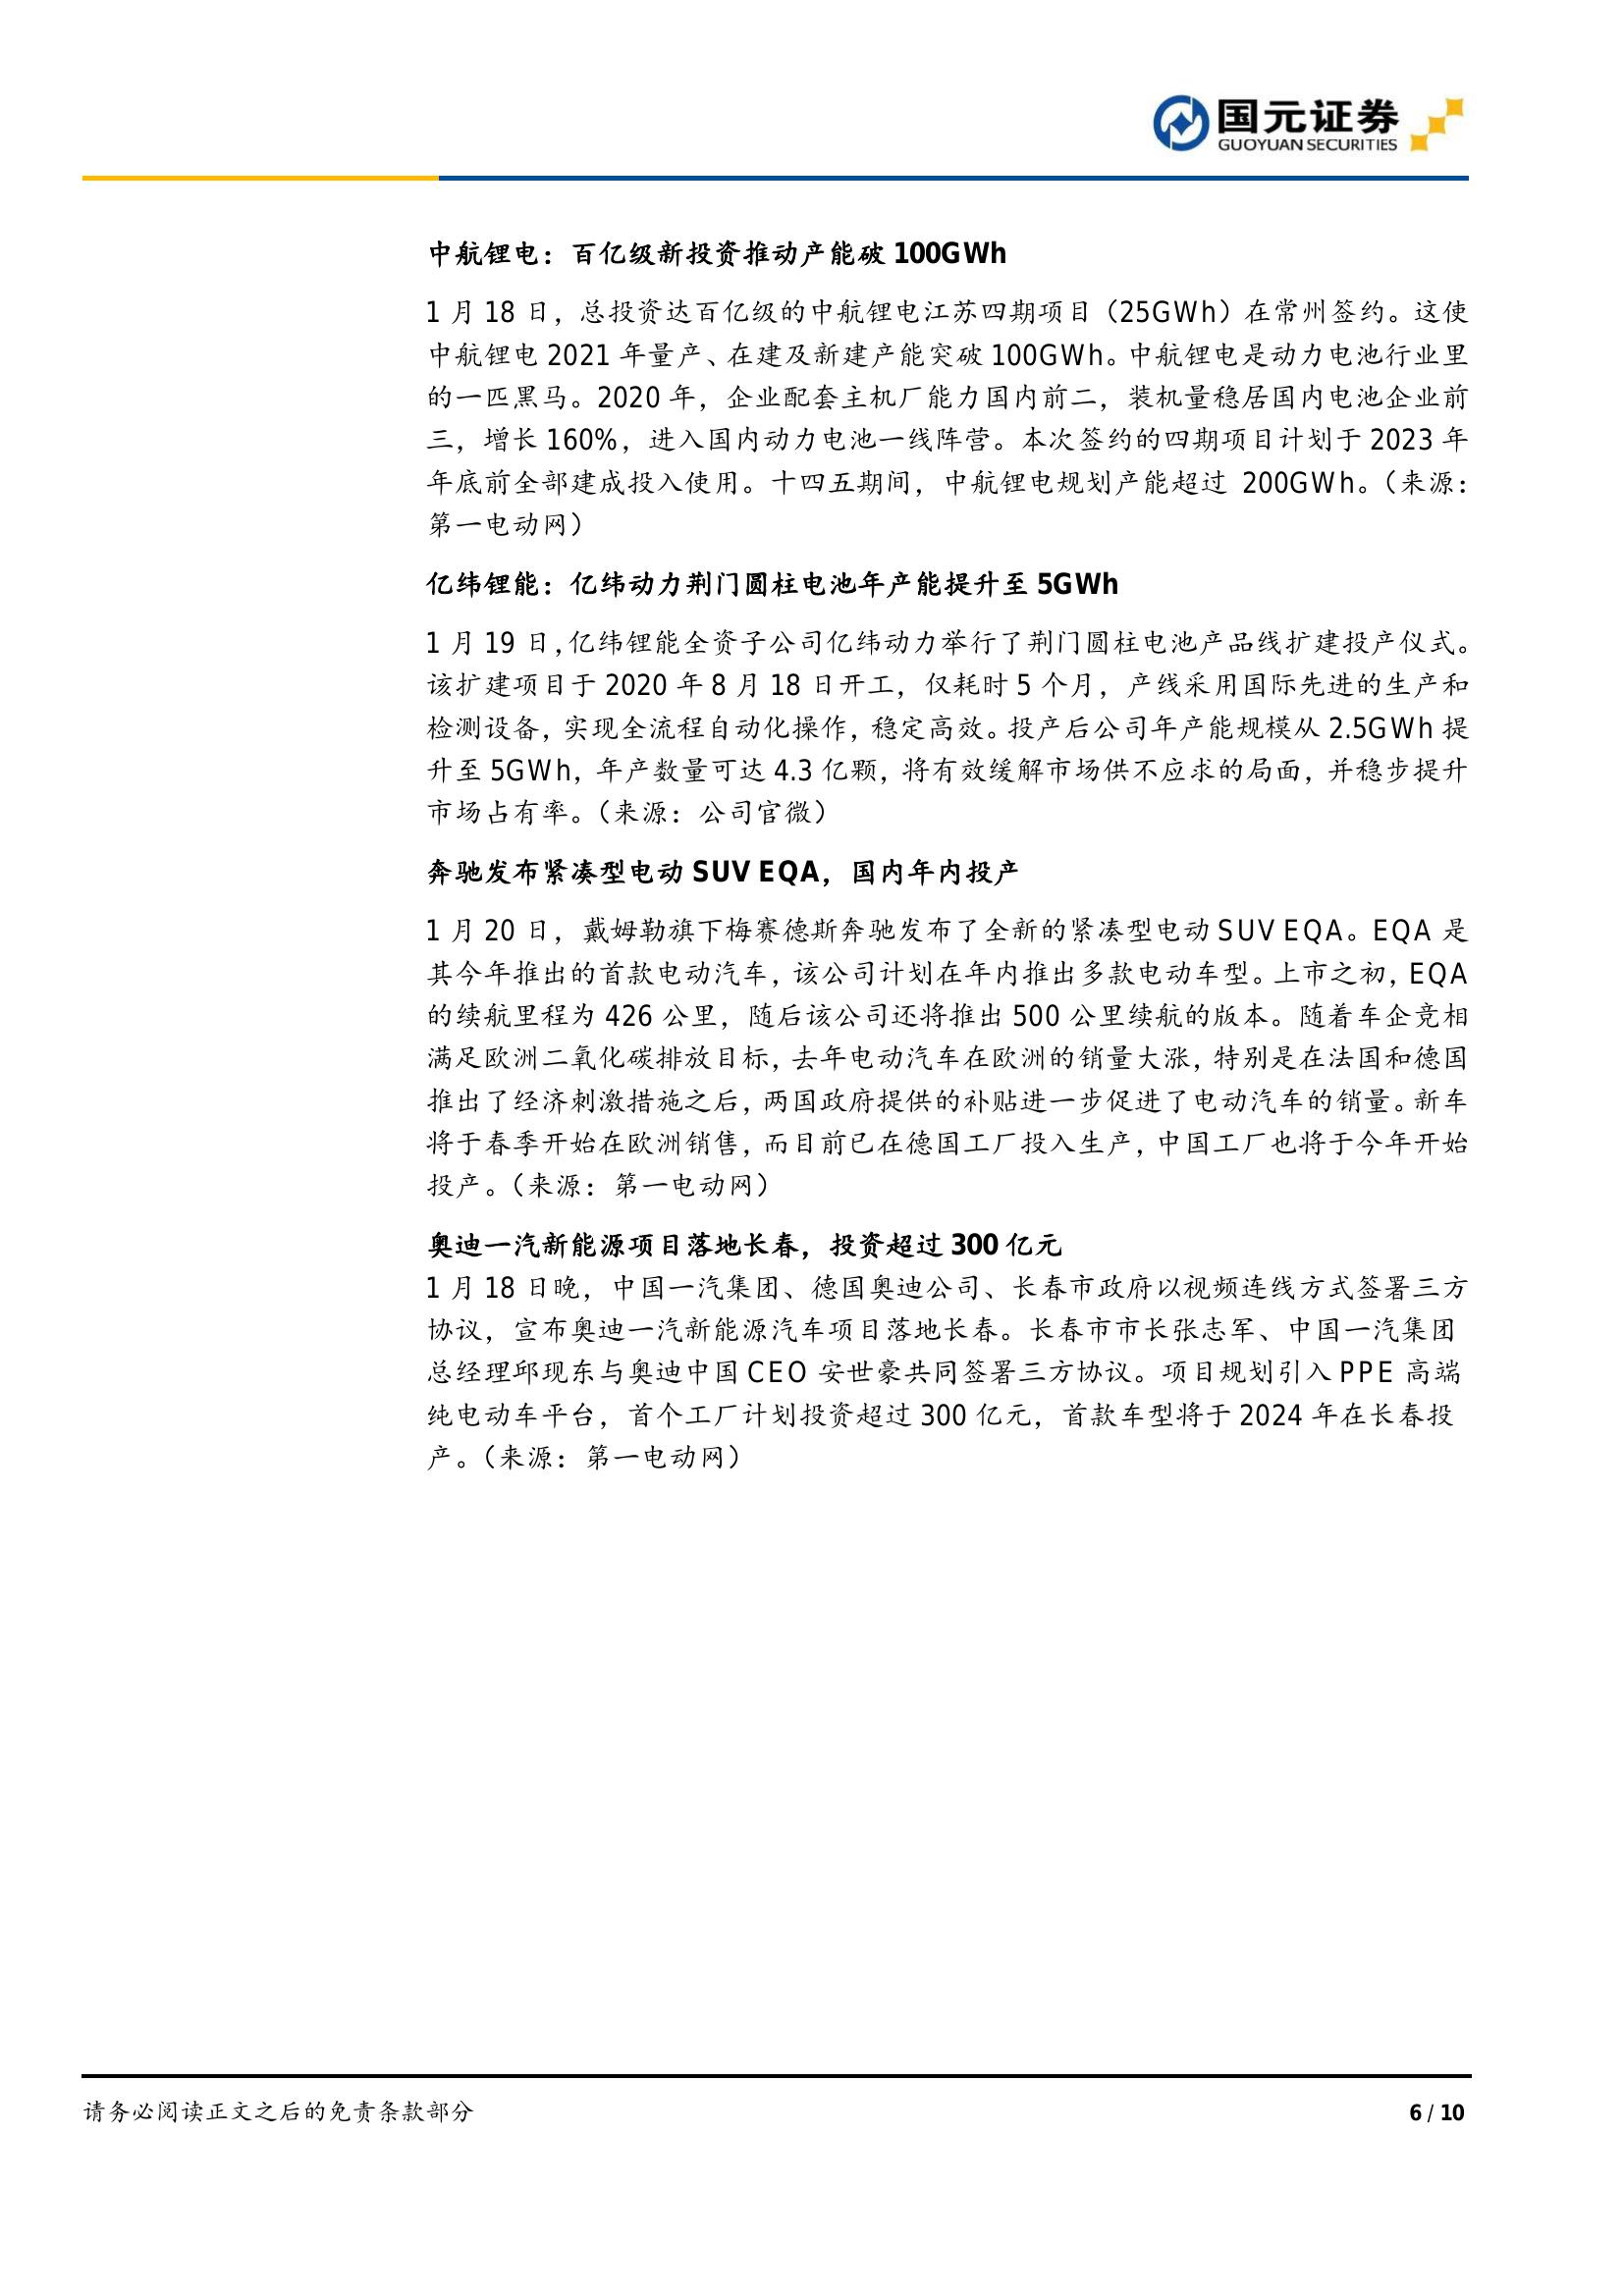 国元证券
GUOYUAN SECURITIES
中航锂电：百亿级新投资推动产能破 100GWh
1 月 18 日，总投资达百亿级的中航锂电江苏四期项目（25GWh）在常州签约。这使
中航锂电 2021 年量产、在建及新建产能突破 100GWh。中航锂电是动力电池行业里
的一匹黑马。2020 年，企业配套主机厂能力国内前二，装机量稳居国内电池企业前
三，增长 160%，进入国内动力电池一线阵营。本次签约的四期项目计划于 2023 年
年底前全部建成投入使用。十四五期间，中航锂电规划产能超过 200GWh。（来源：
第一电动网）
亿纬锂能：亿纬动力荆门圆柱电池年产能提升至 5GWh
1 月 19 日，亿纬锂能全资子公司亿纬动力举行了荆门圆柱电池产品线扩建投产仪式。
该扩建项目于 2020 年 8 月 18 日开工，仅耗时 5 个月，产线采用国际先进的生产和
检测设备，实现全流程自动化操作，稳定高效。投产后公司年产能规模从 2.5GWh 提
升至 5GWh，年产数量可达 4.3 亿颗，将有效缓解市场供不应求的局面，并稳步提升
市场占有率。（来源：公司官微）
奔驰发布紧凑型电动 SUV EQA，国内年内投产
1 月 20 日，戴姆勒旗下梅赛德斯奔驰发布了全新的紧凑型电动 SUV EQA。EQA 是
其今年推出的首款电动汽车，该公司计划在年内推出多款电动车型。上市之初，EQA
的续航里程为 426 公里，随后该公司还将推出 500 公里续航的版本。随着车企竞相
满足欧洲二氧化碳排放目标，去年电动汽车在欧洲的销量大涨，特别是在法国和德国
推出了经济刺激措施之后，两国政府提供的补贴进一步促进了电动汽车的销量。新车
将于春季开始在欧洲销售，而目前已在德国工厂投入生产，中国工厂也将于今年开始
投产。（来源：第一电动网）
奥迪一汽新能源项目落地长春，投资超过 300 亿元
1 月 18 日晚，中国一汽集团、德国奥迪公司、长春市政府以视频连线方式签署三方
协议，宣布奥迪一汽新能源汽车项目落地长春。长春市市长张志军、中国一汽集团
总经理邱现东与奥迪中国 CEO 安世豪共同签署三方协议。项目规划引入 PPE 高端
纯电动车平台，首个工厂计划投资超过 300 亿元，首款车型将于 2024 年在长春投
产。（来源：第一电动网）
请务必阅读正文之后的免责条款部分
6 / 10